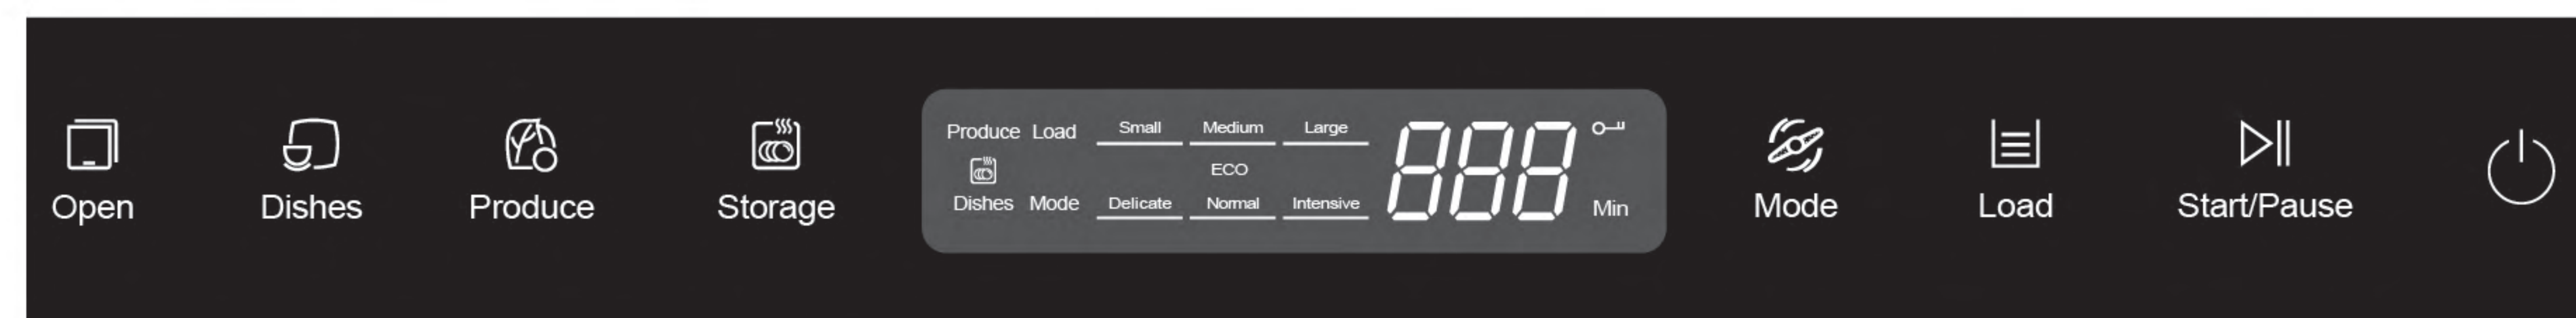 Open
Dishes
Produce
Storage
Produce Load Small Medium Large
ECO
Dishes Mode Delicate Normal Intensive
888
Min
Mode
Load
Start/Pause